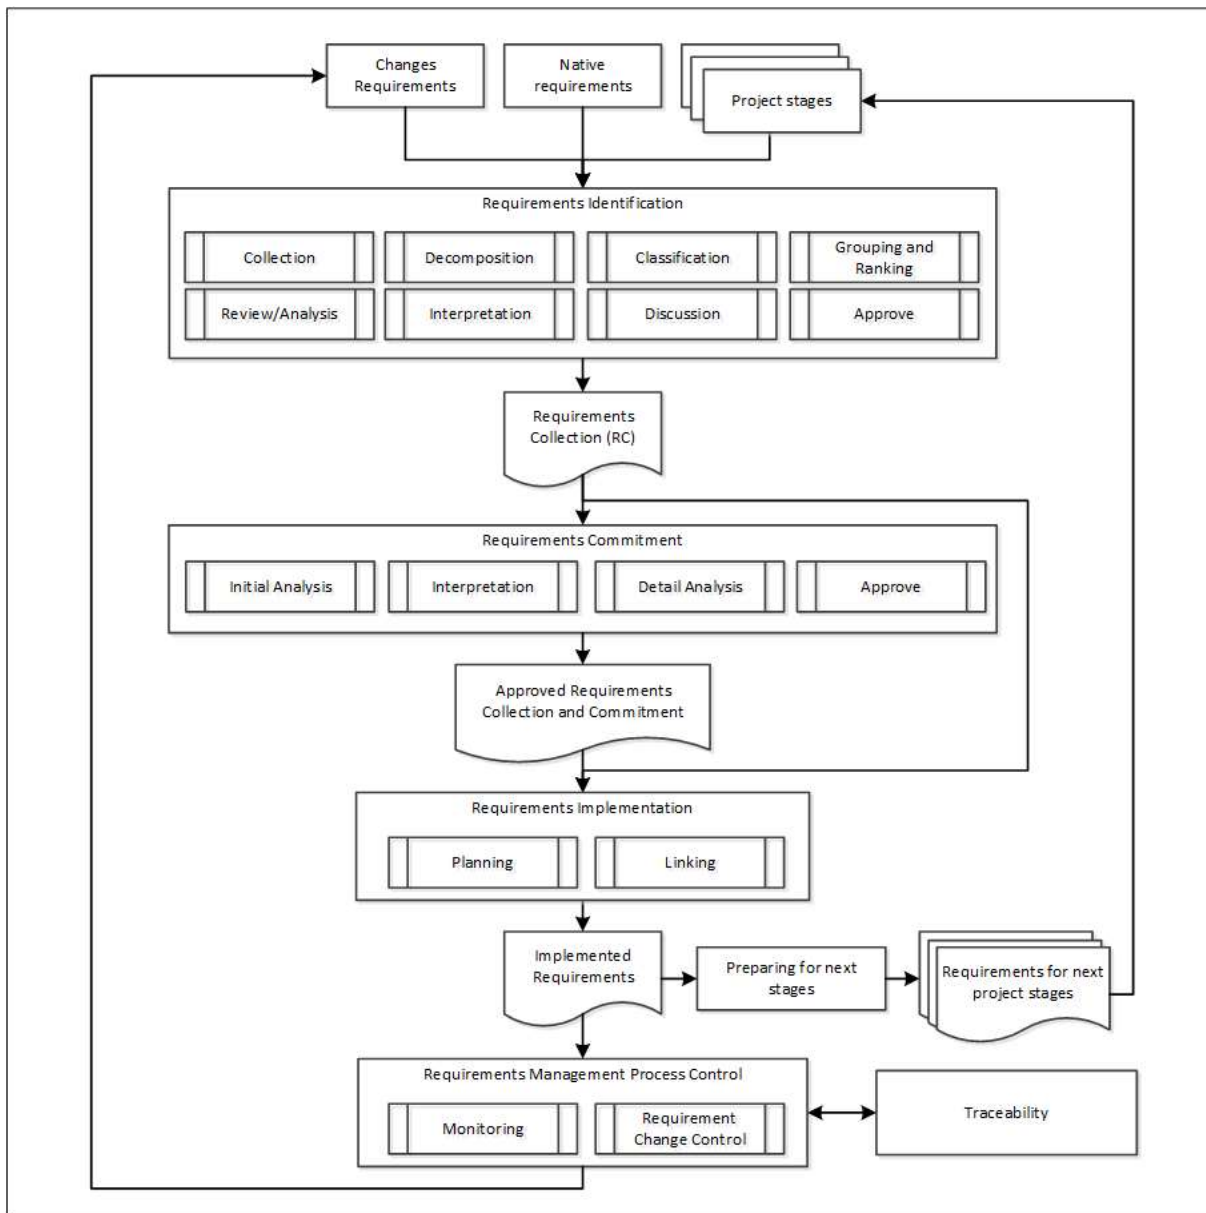 Changes
Requirements
Native
requirements
Project stages
Requirements Identification
Collection
Decomposition
Classification
Grouping and
Ranking
Review/Analysis
Interpretation
Discussion
Approve
Requirements
Collection (RC)
Requirements Commitment
Initial Analysis
Interpretation
Detail Analysis
Approve
Approved Requirements
Collection and Commitment
Requirements Implementation
Planning
Linking
Implemented
Requirements
Preparing for next
stages
Requirements for next
project stages
Requirements Management Process Control
Monitoring
Requirement
Change Control
Traceability